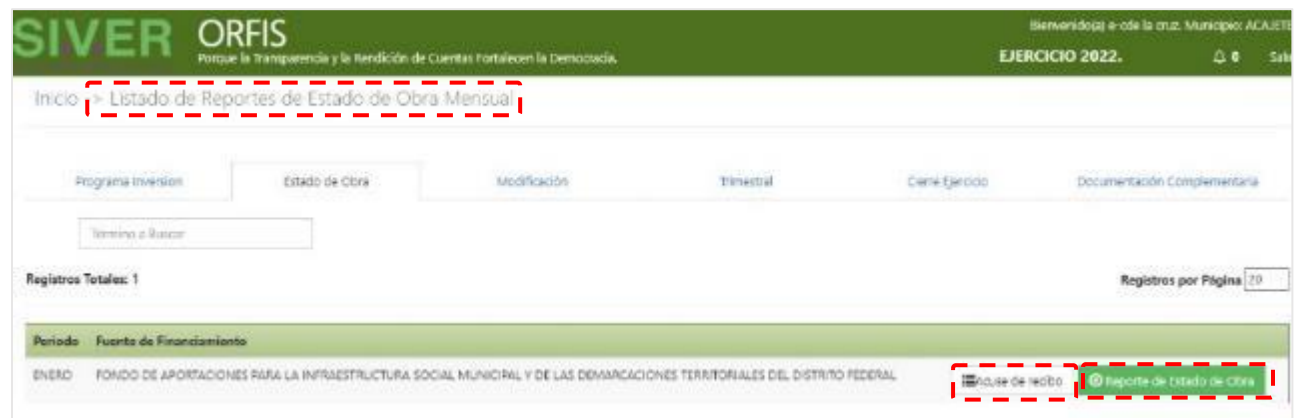 SIVER ORFIS
Porque la Transparencia y la Rendición de Cuentas Fortalecen la Democracia.
Bienvenido(a) e-cde la cruz. Municipio: ACAJETE
EJERCICIO 2022. 0
Inicio > Listado de Reportes de Estado de Obra Mensual
Programa Inversion Estado de Obra Modificación Trimestral Cierre Ejercicio Documentación Complementaria
Termino a Buscar
Registros Totales: 1
Registros por Página 20
Periodo Fuente de Financiamiento
ENERO FONDO DE APORTACIONES PARA LA INFRAESTRUCTURA SOCIAL MUNICIPAL Y DE LAS DEMARCACIONES TERRITORIALES DEL DISTRITO FEDERAL
Acuse de recibo Reporte de Estado de Obra